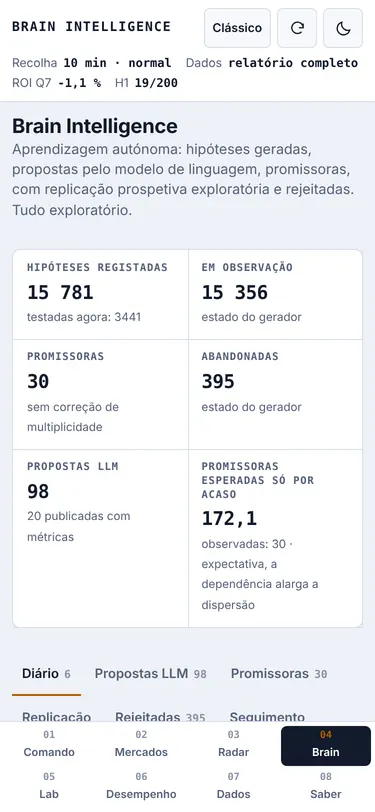 BRAIN INTELLIGENCE
Clássico
Recolha 10 min · normal Dados relatório completo
ROI Q7 -1,1 % H1 19/200
Brain Intelligence
Aprendizagem autónoma: hipóteses geradas,
propostas pelo modelo de linguagem, promissoras,
com replicação prospetiva exploratória e rejeitadas.
Tudo exploratório.
HIPÓTESES REGISTADAS
15 781
testadas agora: 3441
EM OBSERVAÇÃO
15 356
estado do gerador
PROMISSORAS
30
sem correção de
multiplicidade
ABANDONADAS
395
estado do gerador
PROPOSTAS LLM
98
20 publicadas com
métricas
PROMISSORAS
ESPERADAS SÓ POR
ACASO
172,1
observadas: 30 ·
expectativa, a
dependência alarga a
dispersão
Diário 6 Propostas LLM 98 Promissoras 30
Replicação Rejeitadas 395 Seguimento
01 02 03 04
Comando Mercados Radar Brain
05 06 07 08
Lab Desempenho Dados Saber